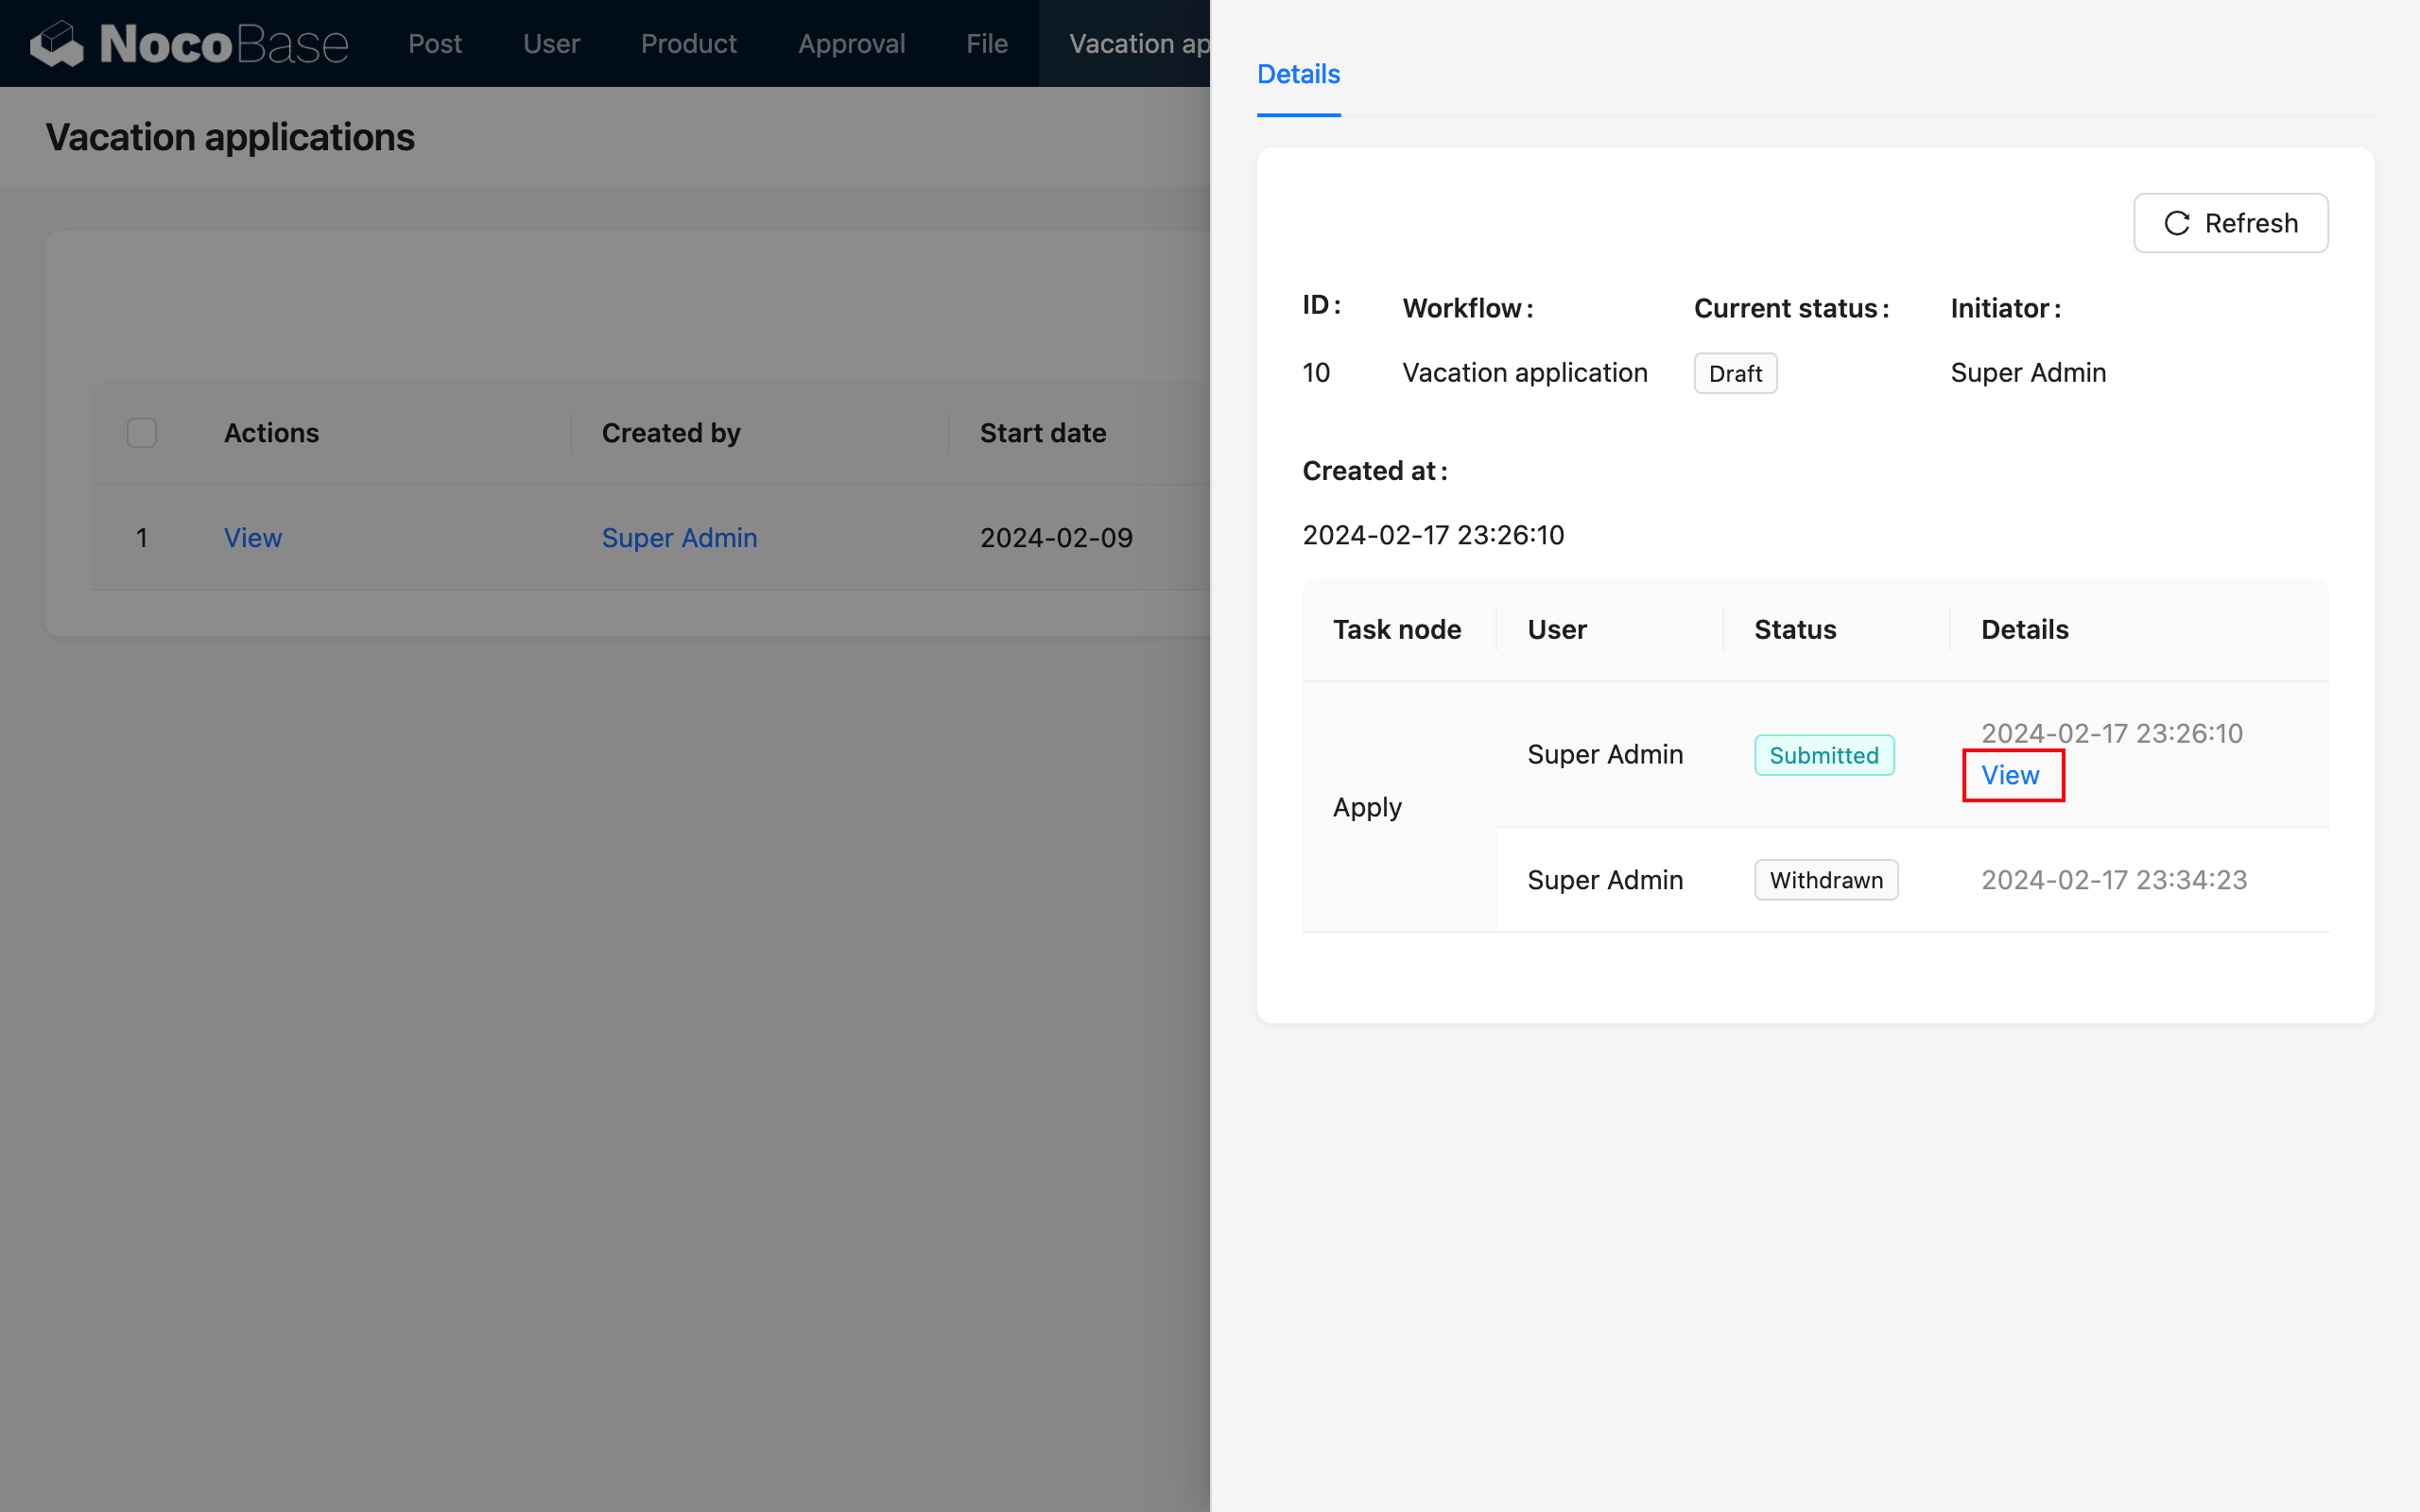 NocoBase Post User Product Approval File Vacation ap
Vacation applications
Actions Created by Start date
1 View Super Admin 2024-02-09
Details
Refresh
ID : Workflow : Current status : Initiator :
10 Vacation application Draft Super Admin
Created at :
2024-02-17 23:26:10
Task node User Status Details
Apply
Super Admin Submitted 2024-02-17 23:26:10
View
Super Admin Withdrawn 2024-02-17 23:34:23